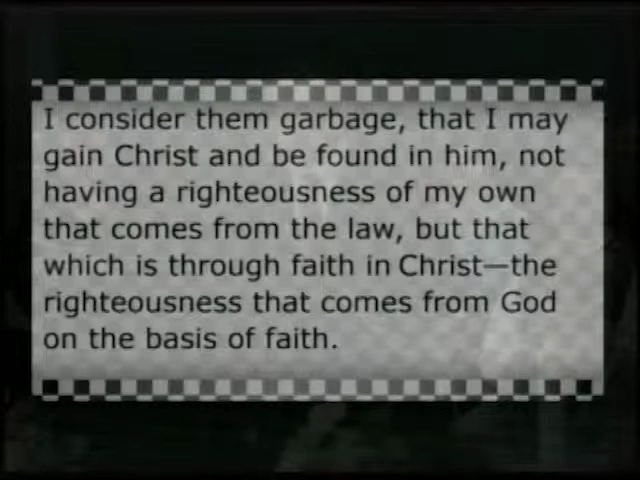 I consider them garbage, that I may
gain Christ and be found in him, not
having a righteousness of my own
that comes from the law, but that
which is through faith in Christ—the
righteousness that comes from God
on the basis of faith.